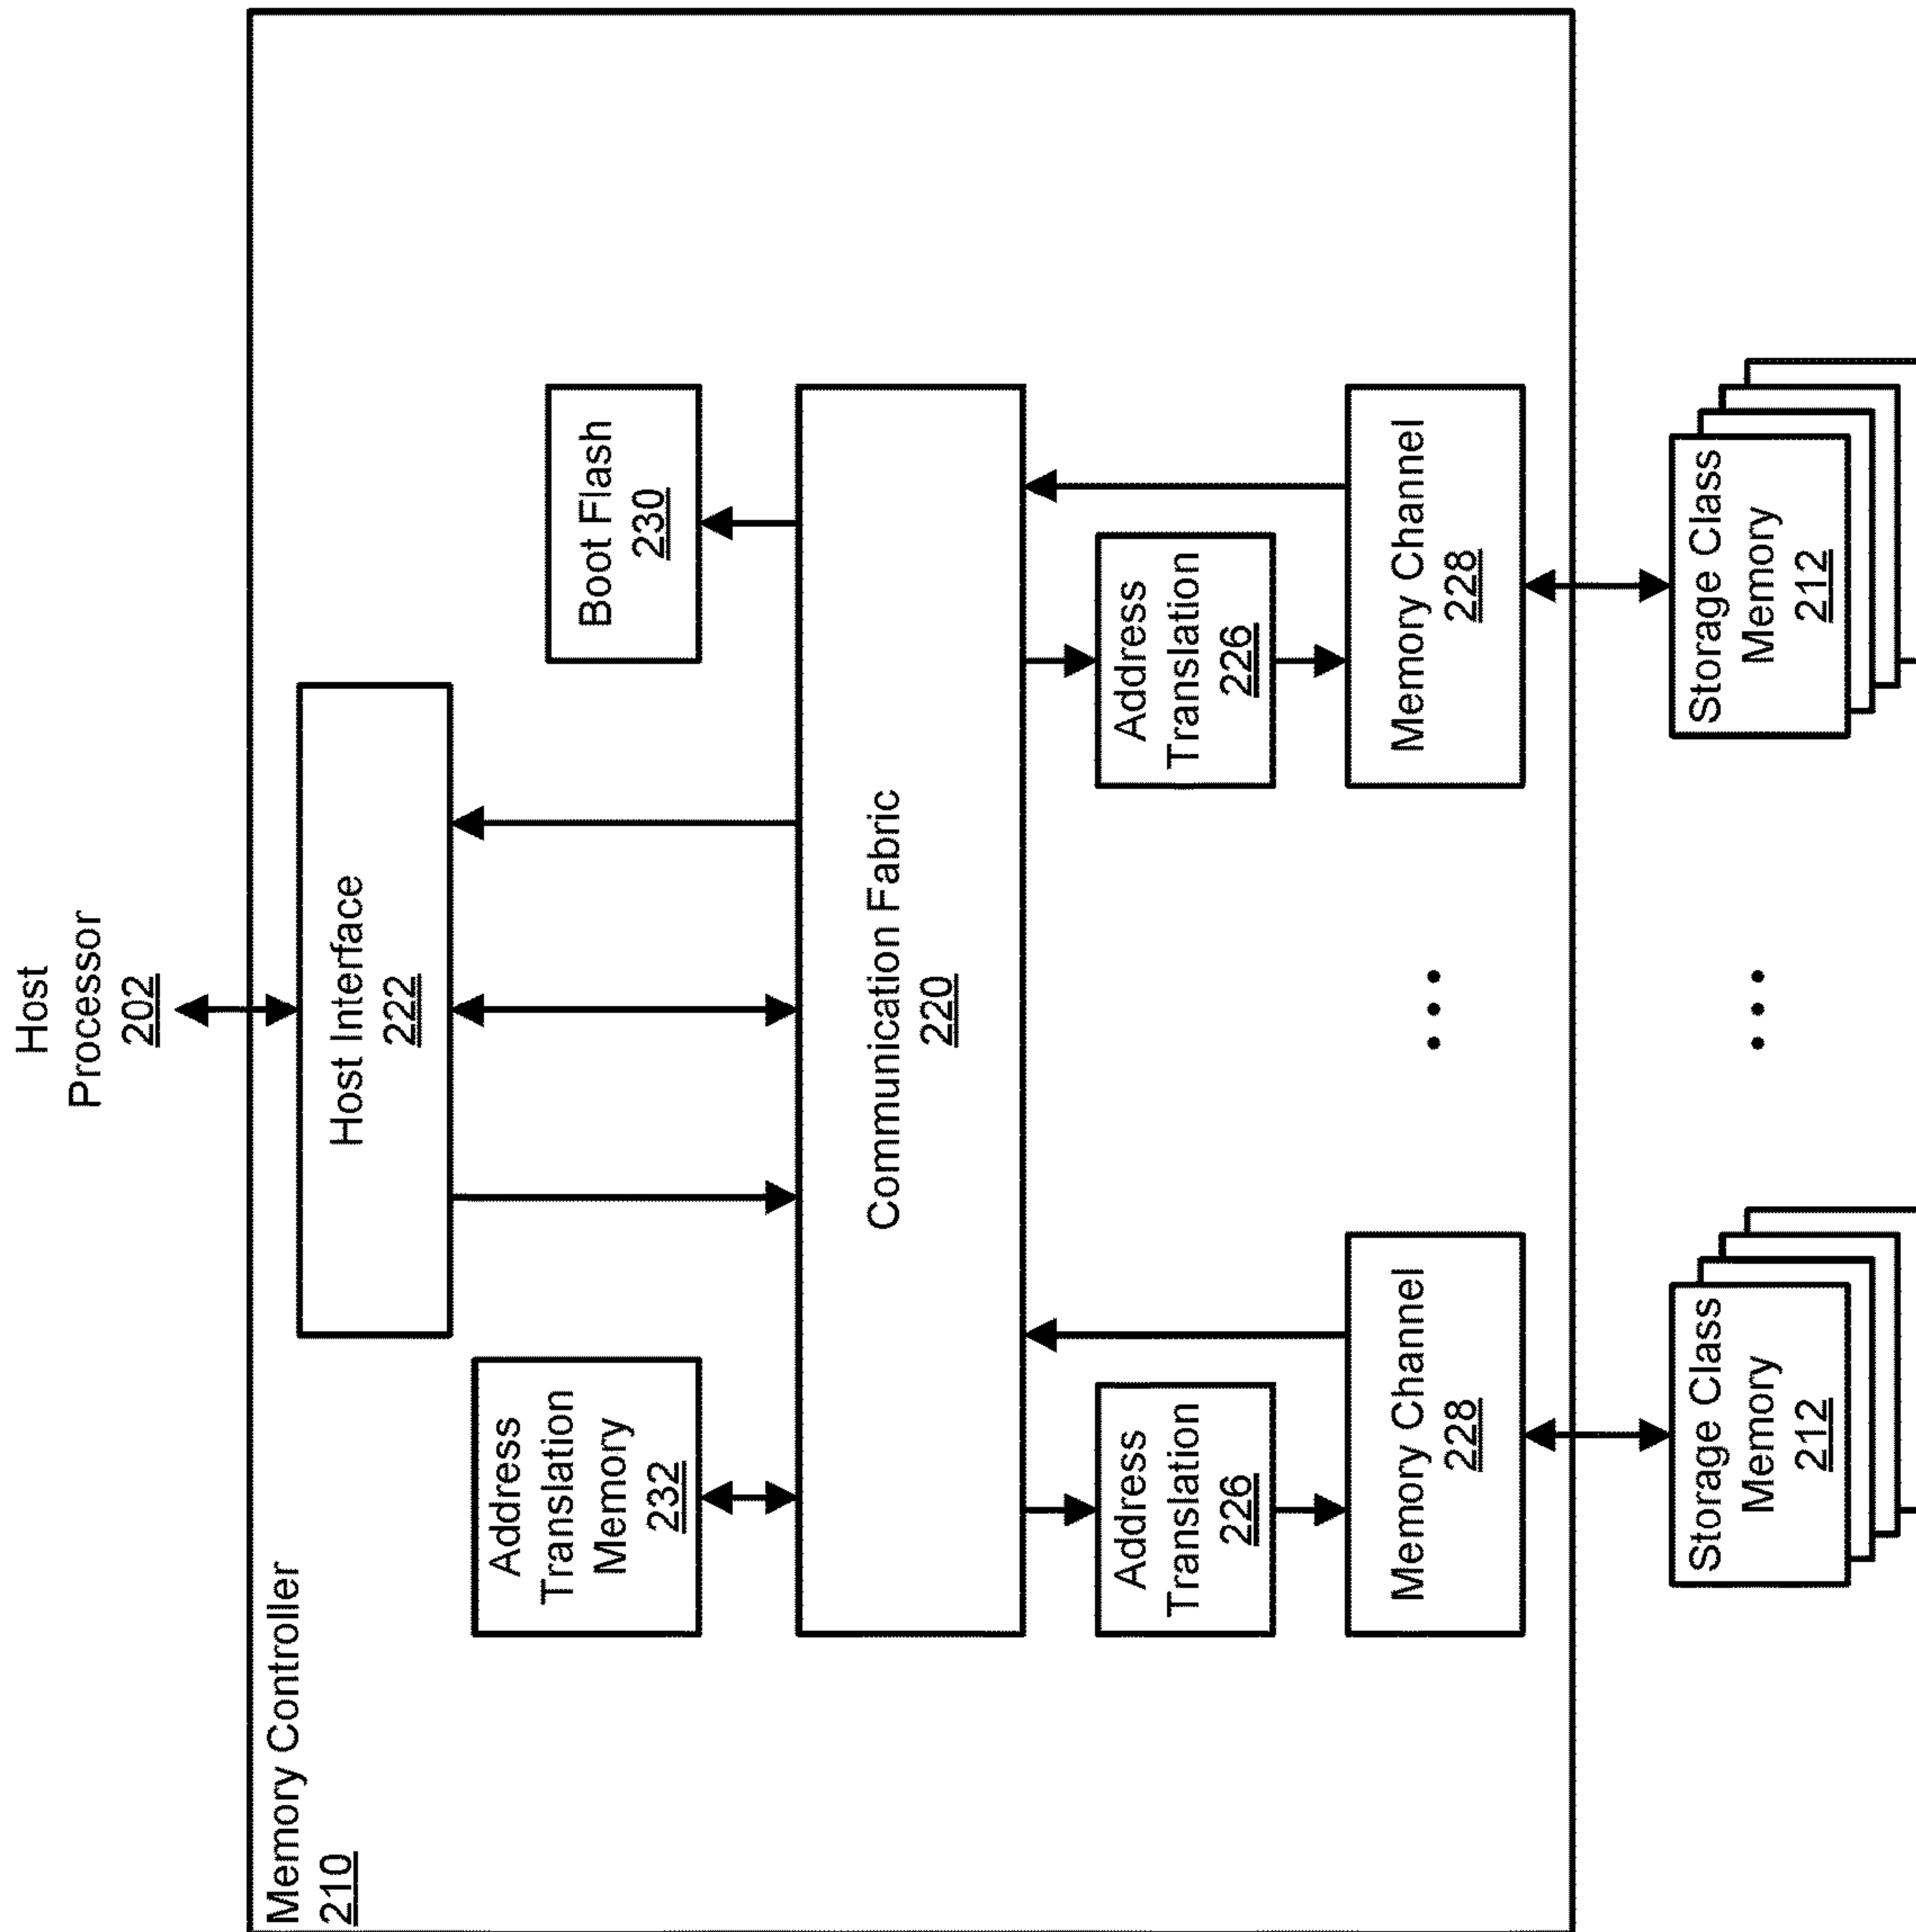 Host
Processor
202
Memory Controller
210
Host Interface
222
Address
Translation
Memory
232
Boot Flash
230
Communication Fabric
220
Address
Translation
226
Address
Translation
226
Memory Channel
228
Memory Channel
228
Storage Class
Memory
212
Storage Class
Memory
212